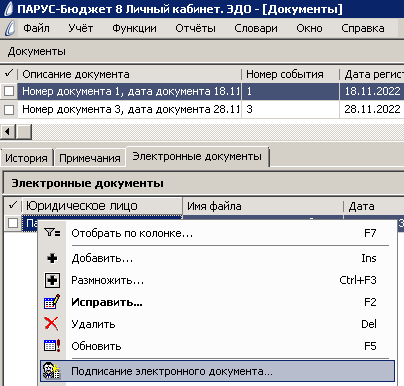 ПАРУС-Бюджет 8 Личный кабинет. ЭДО - [Документы]
Файл Учёт Функции Отчёты Словари Окно Справка
Документы
Описание документа Номер события Дата регист
Номер документа 1, дата документа 18.11 1 18.11.2022
Номер документа 3, дата документа 28.11 3 28.11.2022
История Примечания Электронные документы
Электронные документы
Юридическое лицо Имя файла Дата
Отобрать по колонке... F7
Добавить... Ins
Размножить... Ctrl+F3
Исправить... F2
Удалить Del
Обновить F5
Подписание электронного документа...